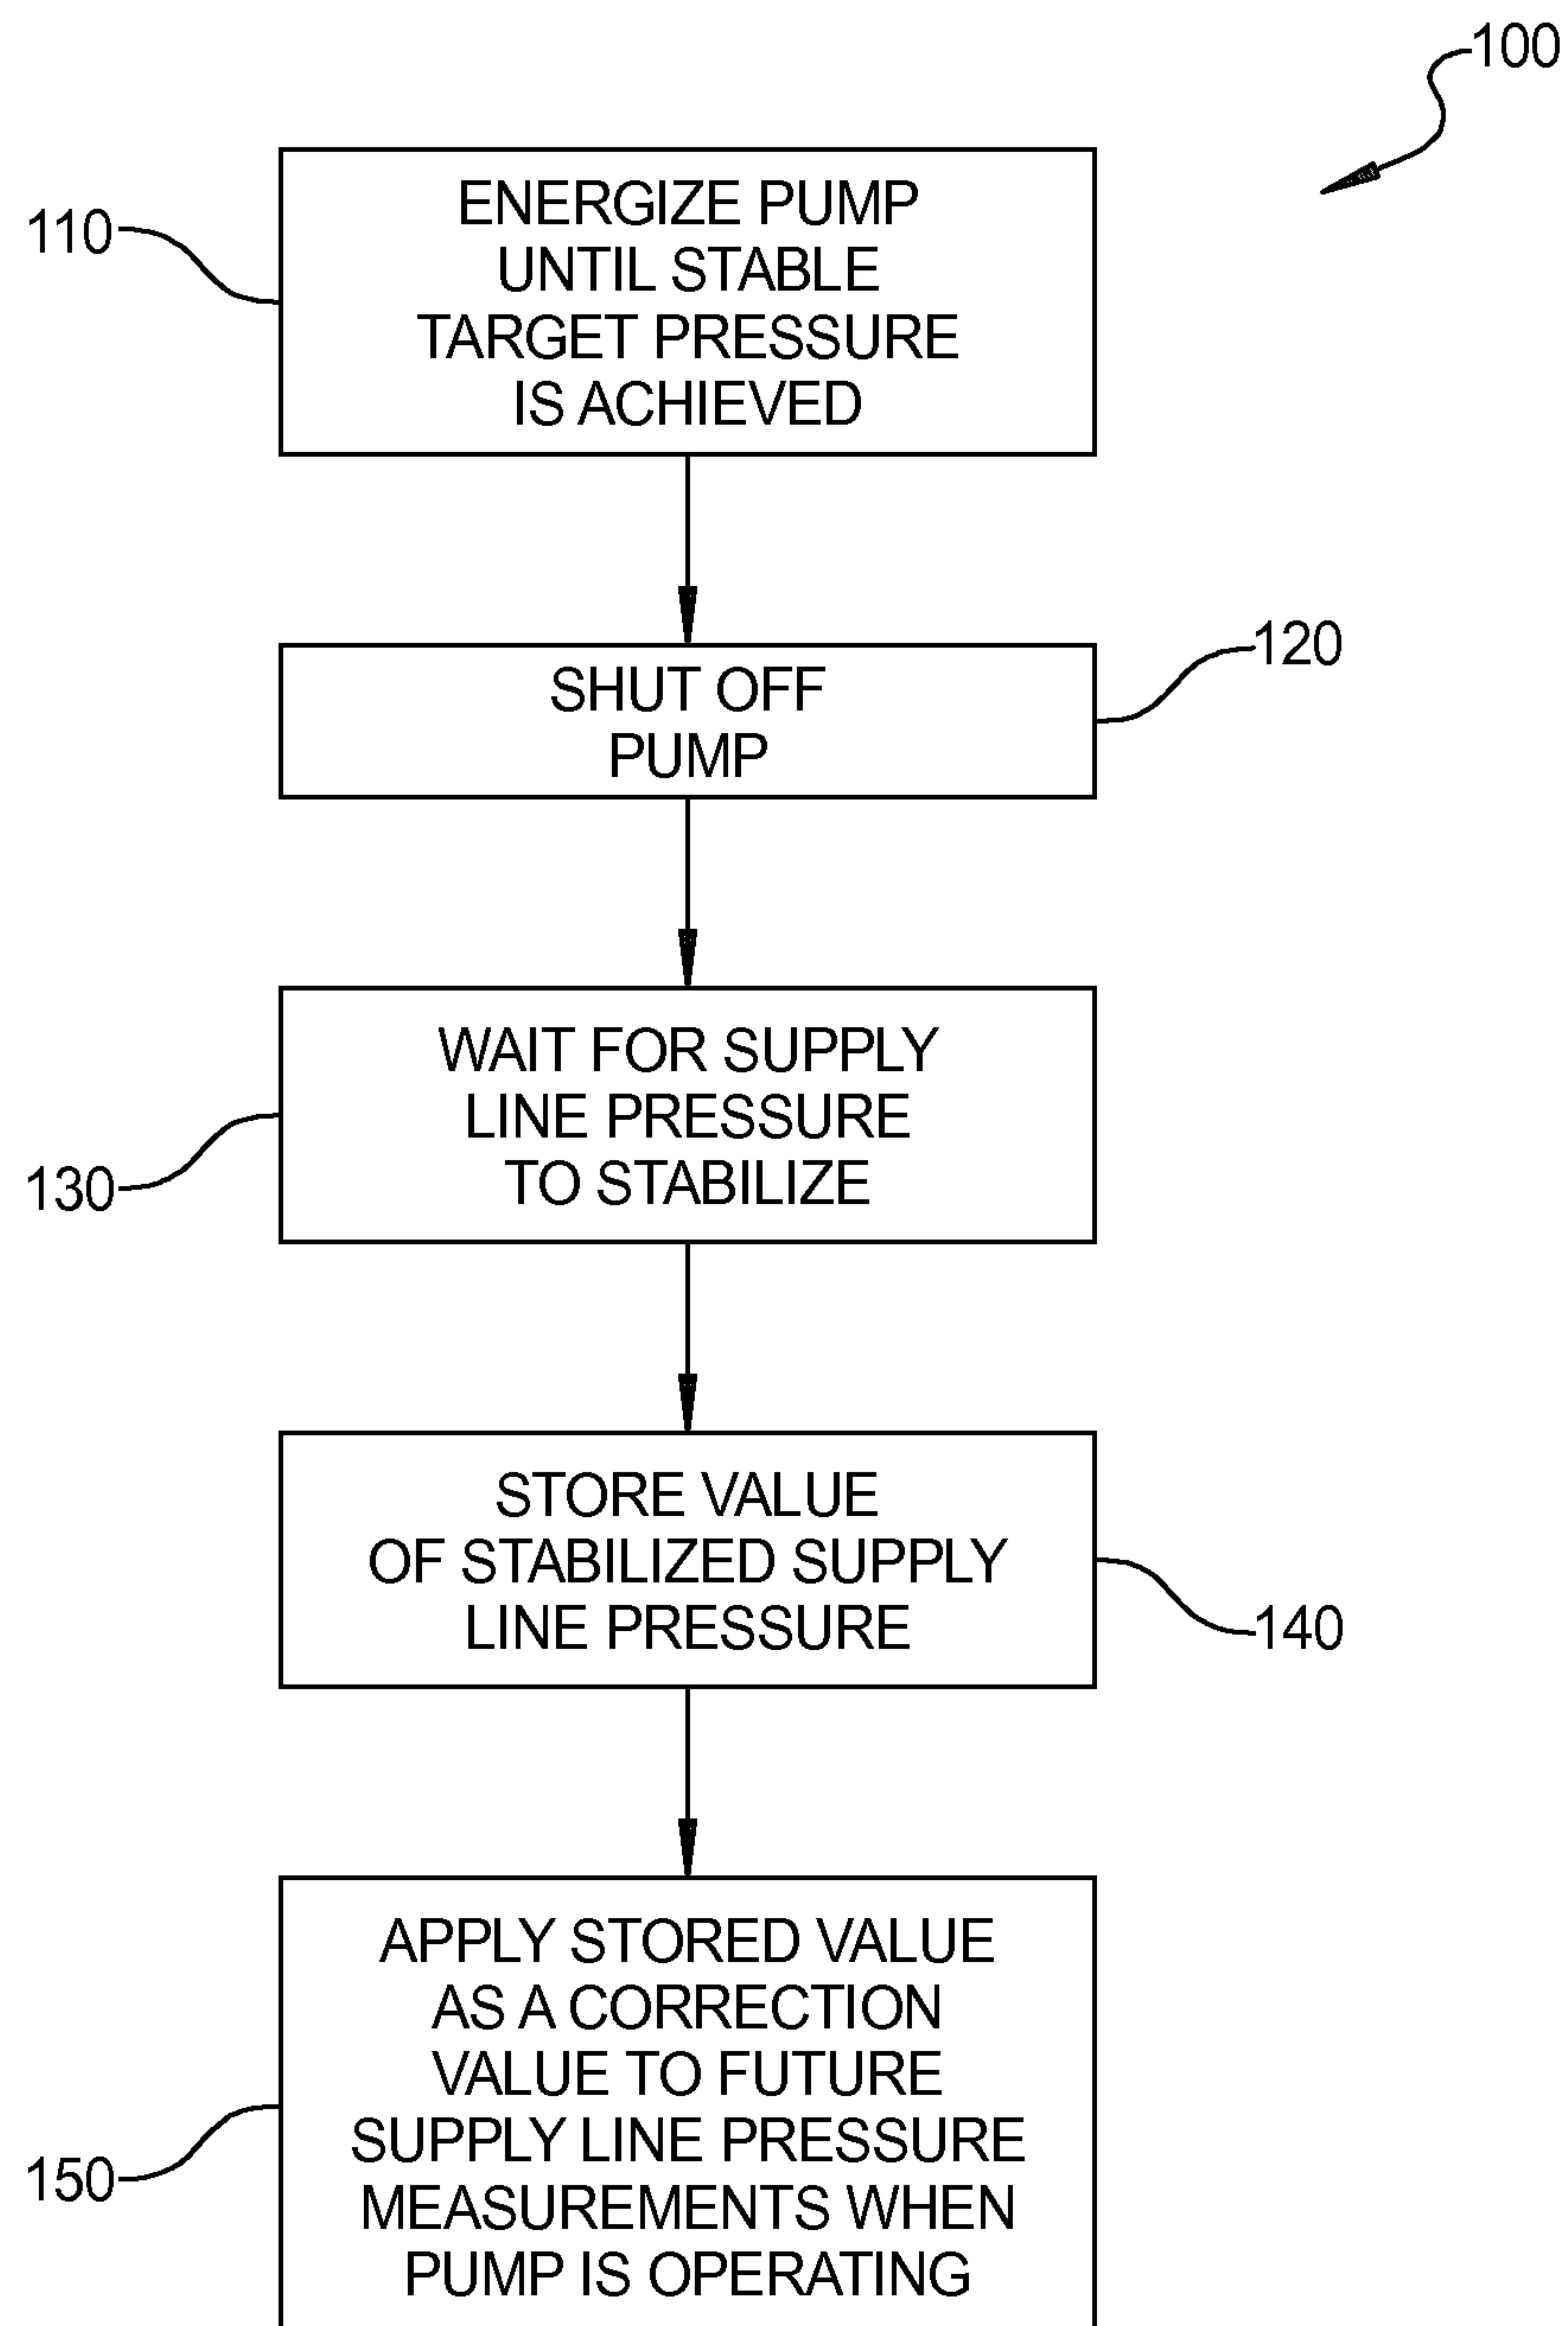 100
110
ENERGIZE PUMP
UNTIL STABLE
TARGET PRESSURE
IS ACHIEVED
120
SHUT OFF
PUMP
130
WAIT FOR SUPPLY
LINE PRESSURE
TO STABILIZE
STORE VALUE
OF STABILIZED SUPPLY
LINE PRESSURE
140
APPLY STORED VALUE
AS A CORRECTION
VALUE TO FUTURE
SUPPLY LINE PRESSURE
MEASUREMENTS WHEN
PUMP IS OPERATING
150